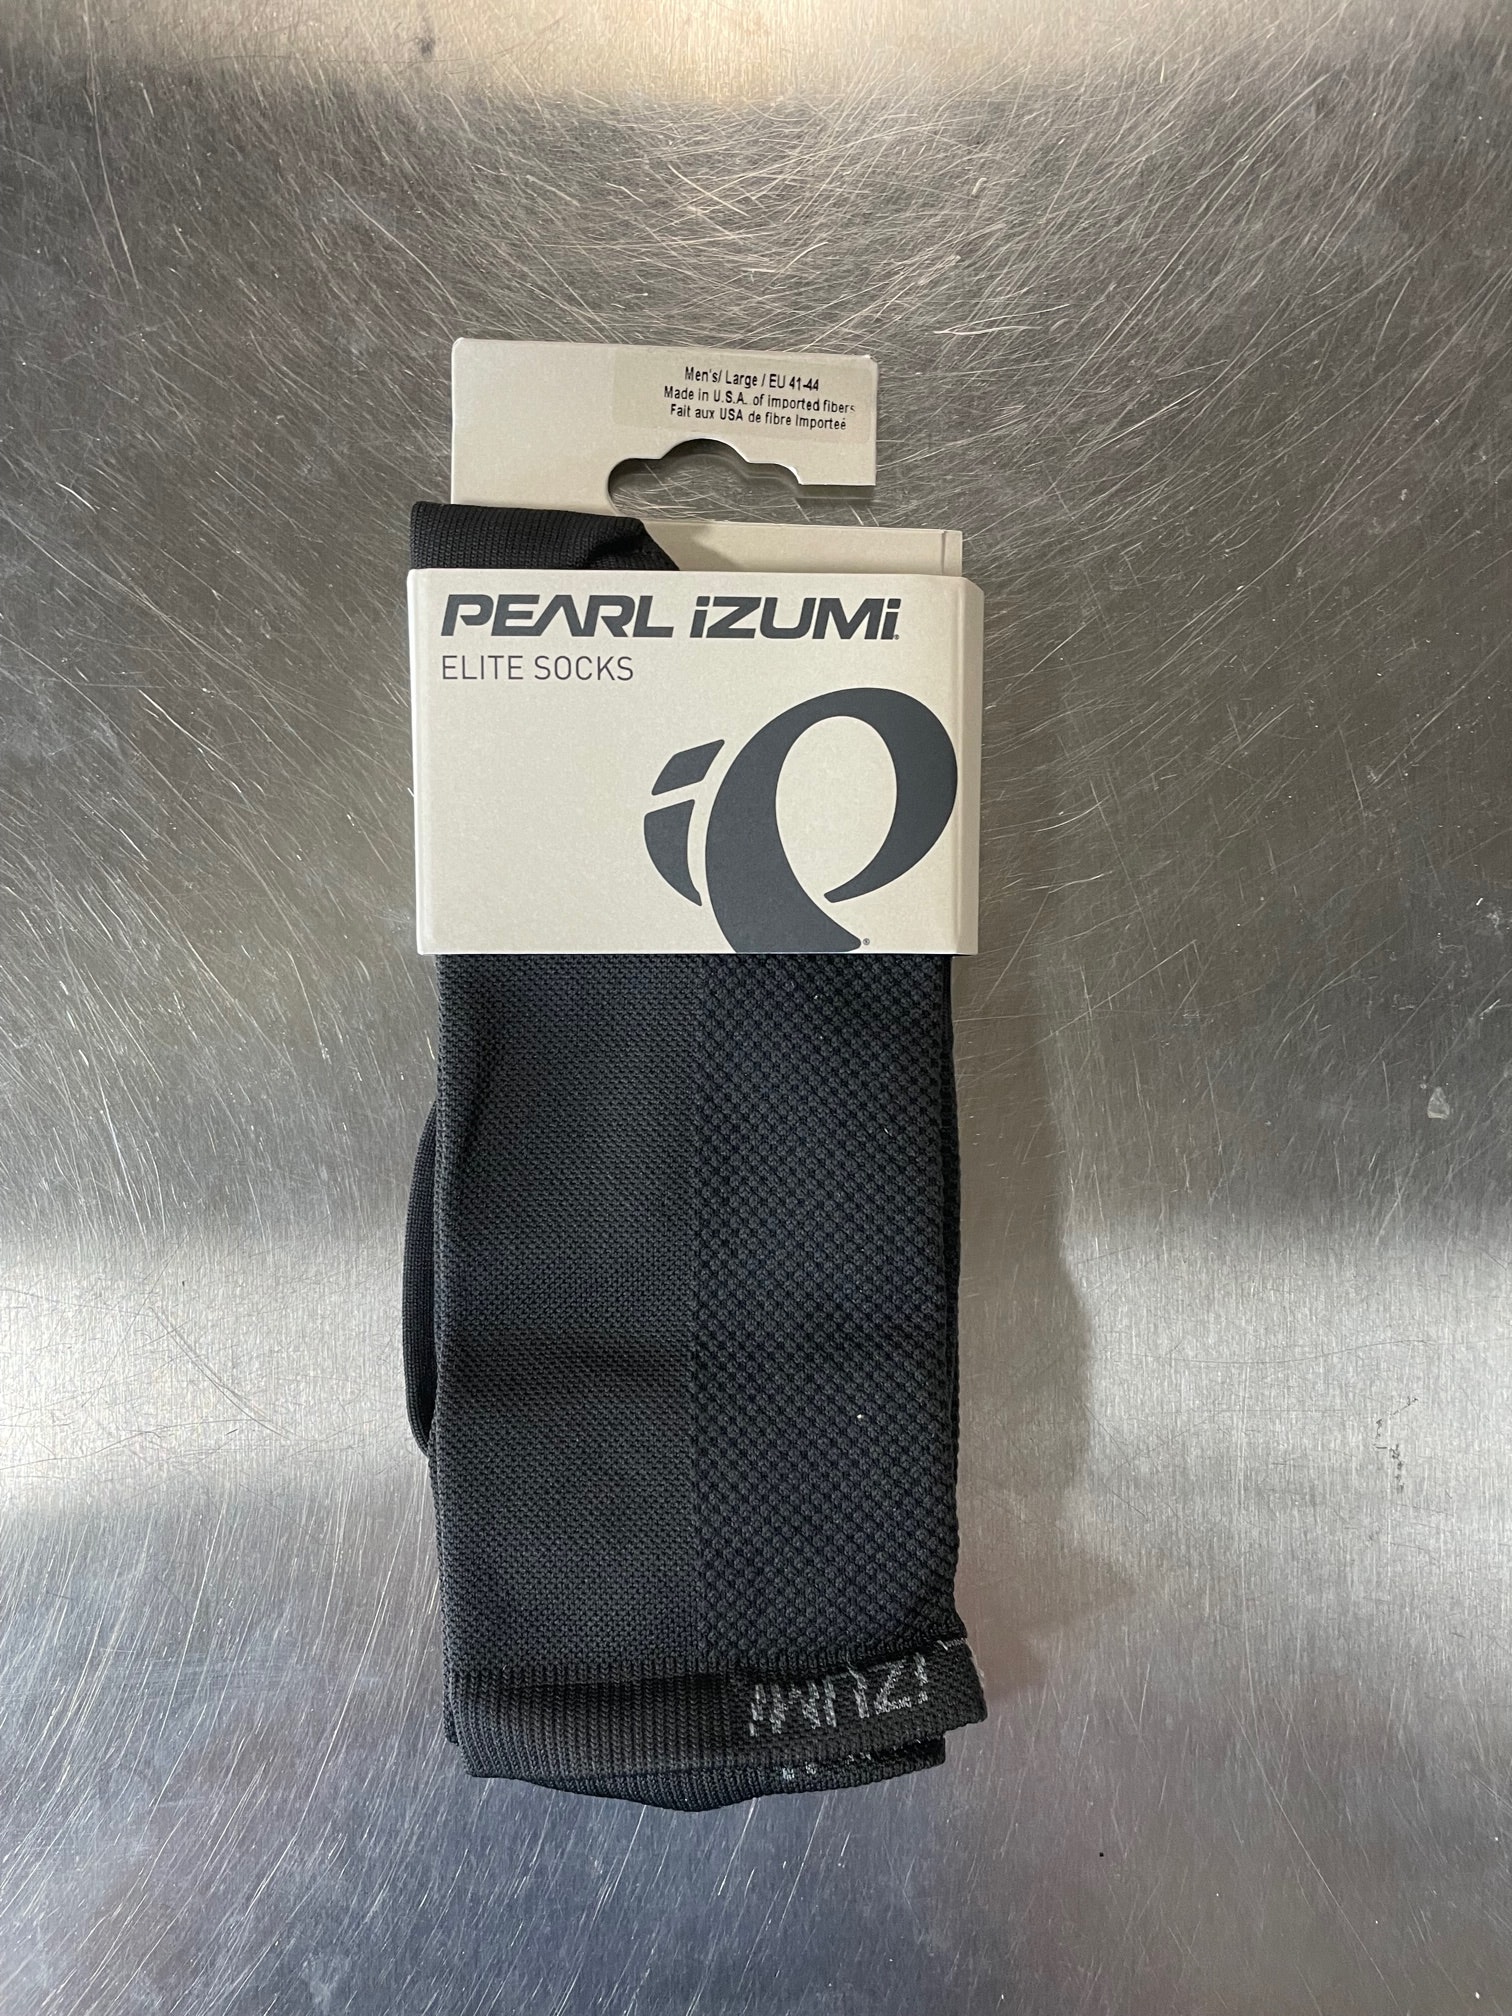 Men's/ Large / EU 41-44
Made in U.S.A. of imported fibers
Fait aux USA de fibre Importeé
PEARL iZUMi
ELITE SOCKS
IZUMI